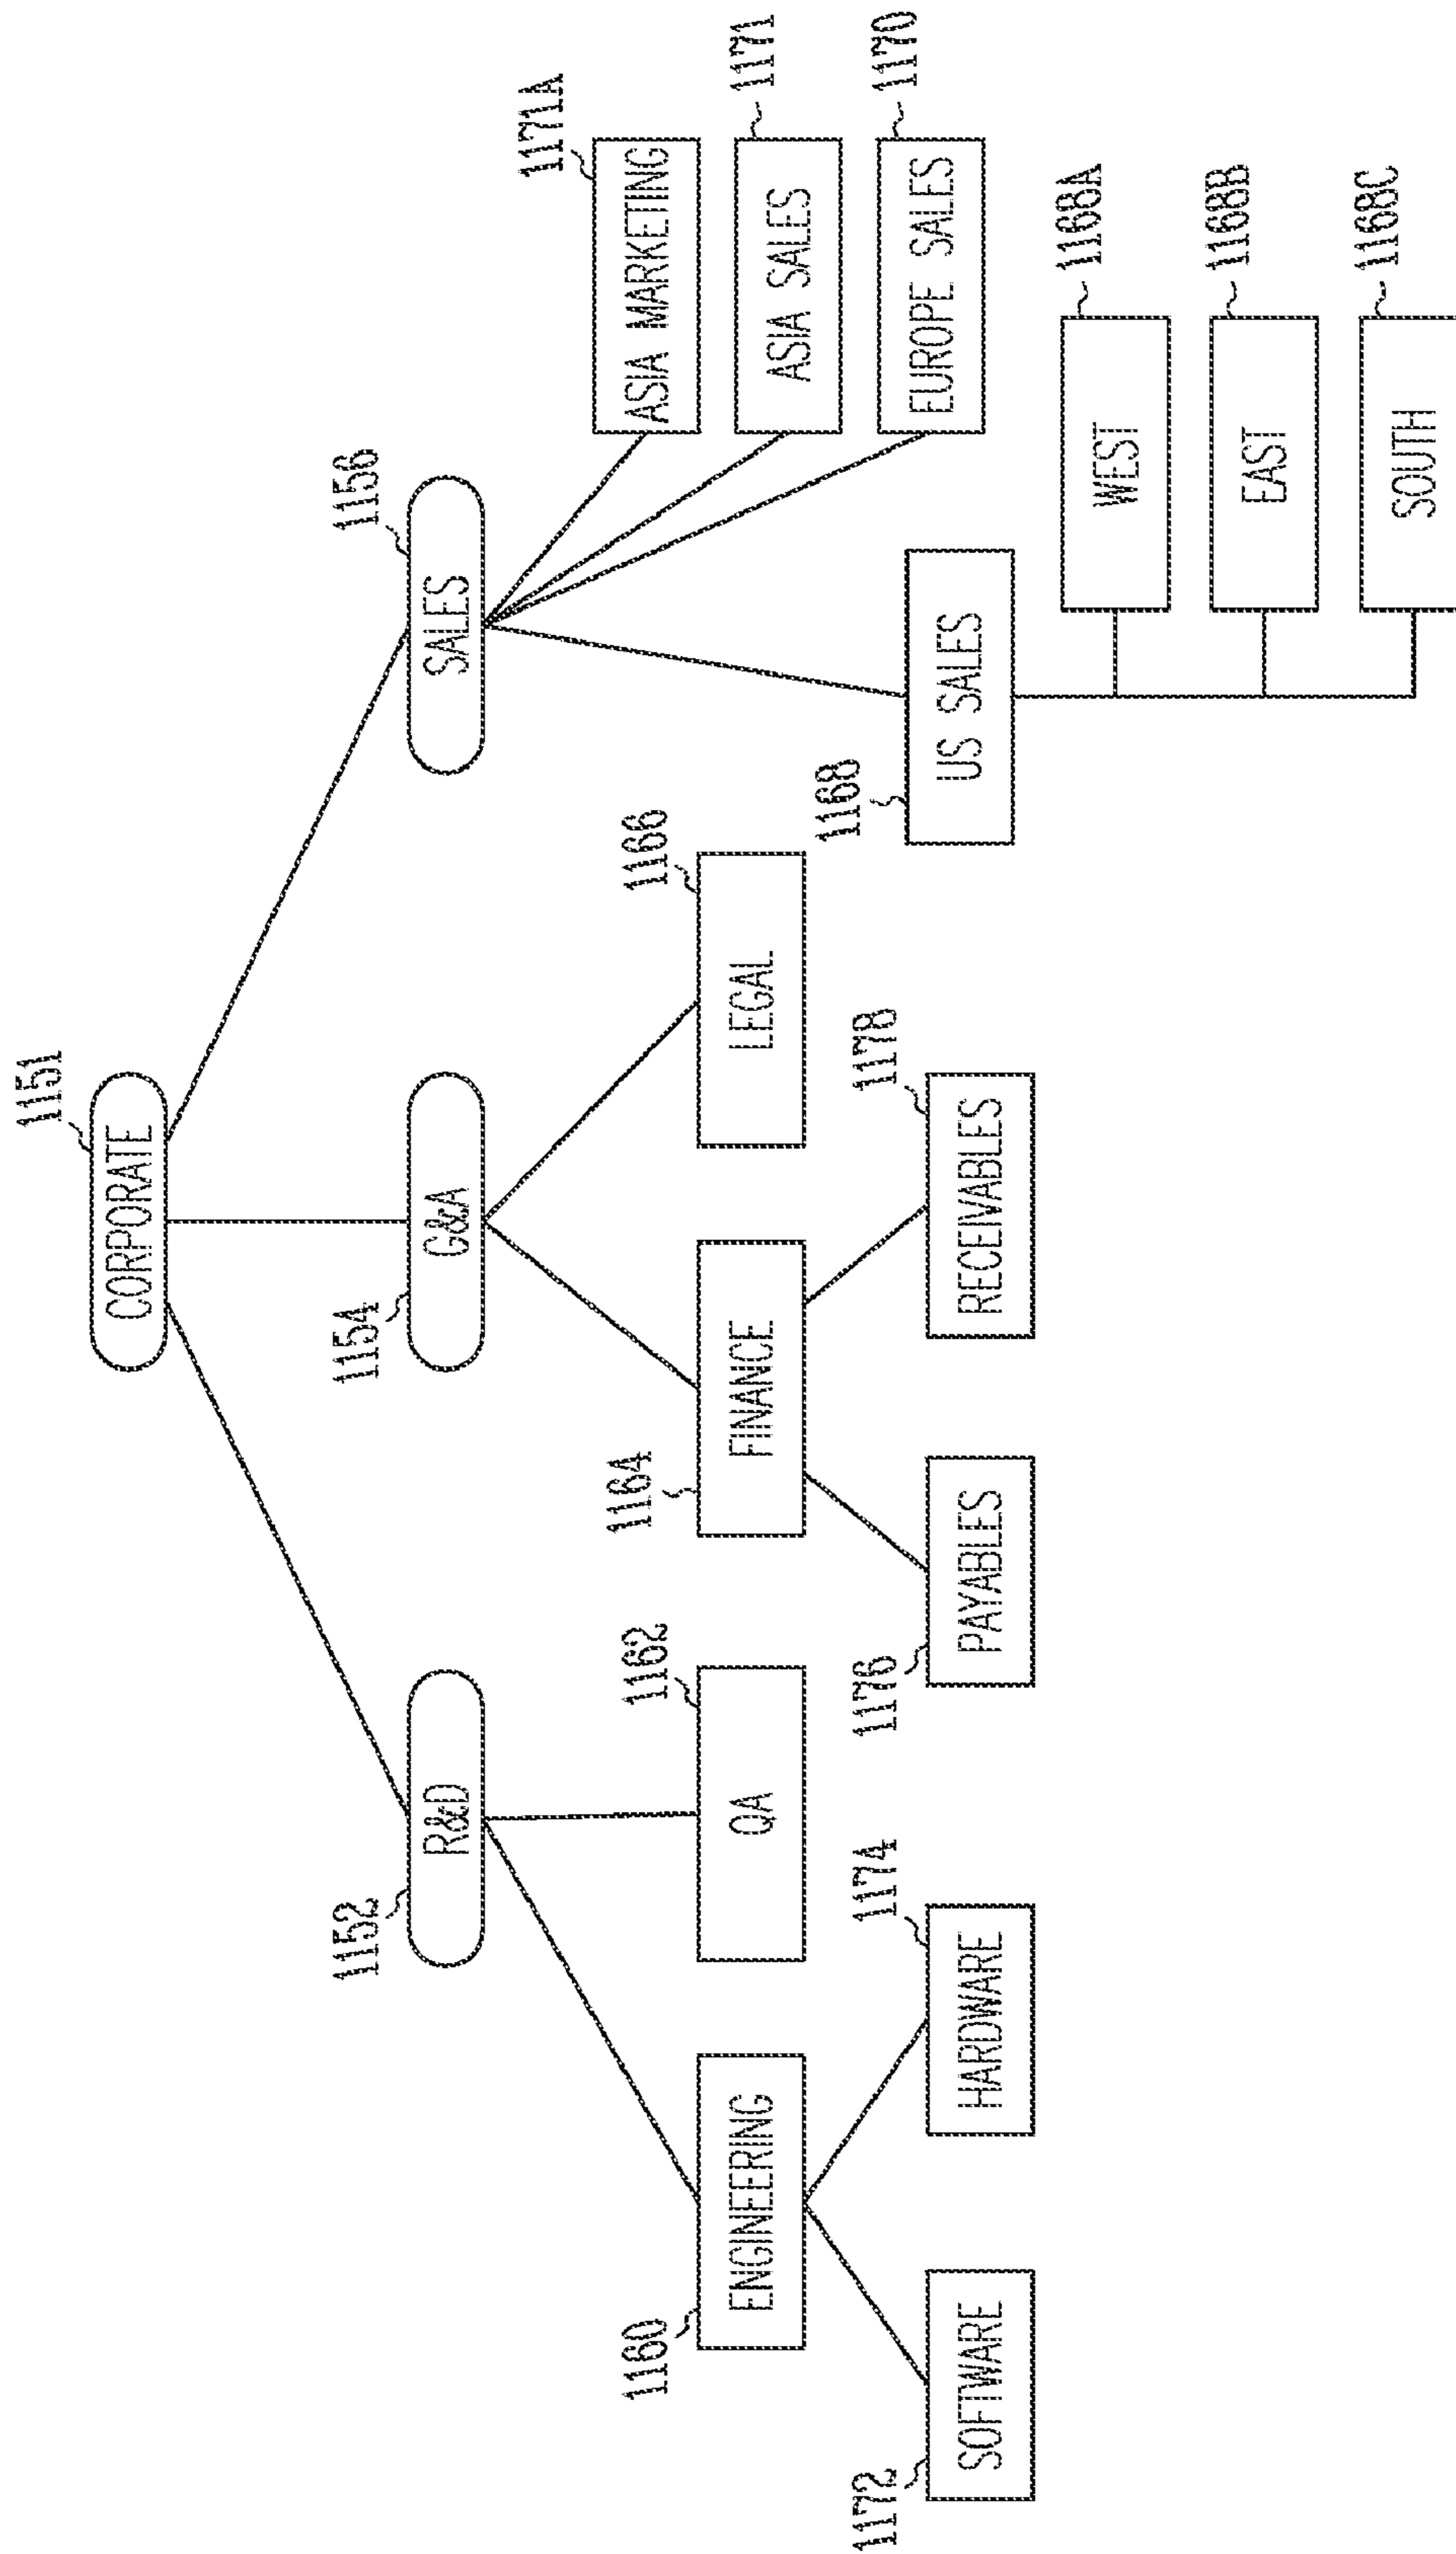 1151
CORPORATE
1152
R&D
1154
G&A
1156
SALES
1160
ENGINEERING
1162
QA
1164
FINANCE
1166
LEGAL
1171A
ASIA MARKETING
1171
ASIA SALES
1170
EUROPE SALES
1168
US SALES
1172
SOFTWARE
1174
HARDWARE
1176
PAYABLES
1178
RECEIVABLES
1168A
WEST
1168B
EAST
1168C
SOUTH